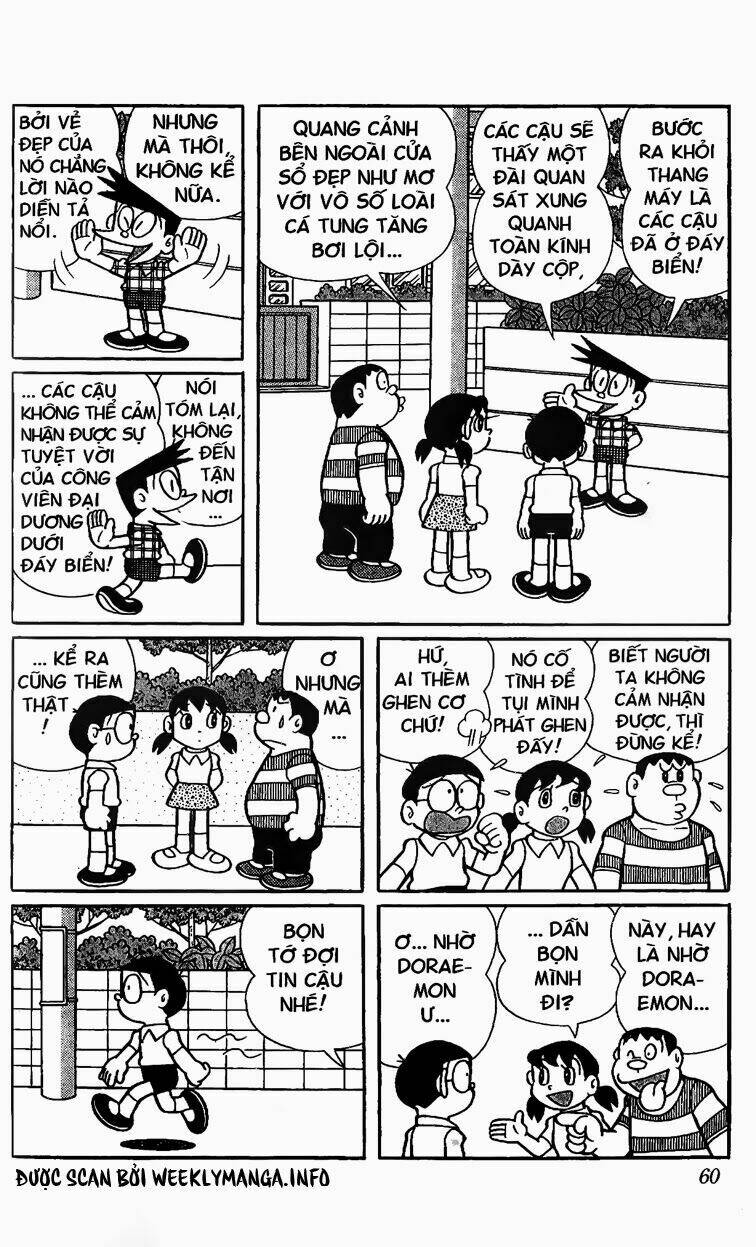 BƯỚC
RA KHỎI
THANG
MÁY LÀ
CÁC CẬU
ĐÃ Ở ĐÁY
BIỂN!
CÁC CẬU SẼ
THẤY MỘT
ĐÀI QUAN
SÁT XUNG
QUANH
TOÀN KÍNH
DÀY CỘP,
QUANG CẢNH
BÊN NGOÀI CỬA
SỔ ĐẸP NHƯ MƠ
VỚI VÔ SỐ LOÀI
CÁ TUNG TĂNG
BƠI LỘI...
NHƯNG
MÀ THÔI,
KHÔNG KỂ
NỮA.
BỞI VẺ
ĐẸP CỦA
NÓ CHẲNG
LỜI NÀO
DIỄN TẢ
NỔI.
NÓI
TÓM LẠI,
KHÔNG
ĐẾN
TẬN
NƠI
...
... CÁC CẬU
KHÔNG THỂ CẢM
NHẬN ĐƯỢC SỰ
TUYỆT VỜI
CỦA CÔNG
VIÊN ĐẠI
DƯƠNG
DƯỚI
ĐÁY BIỂN!
BIẾT NGƯỜI
TA KHÔNG
CẢM NHẬN
ĐƯỢC, THÌ
ĐỪNG KỂ!
NÓ CỐ
TÌNH ĐỂ
TỤI MÌNH
PHÁT GHEN
ĐẤY!
HỨ,
AI THÈM
GHEN CƠ
CHỨ!
Ơ
NHƯNG
MÀ
...
... KỂ RA
CŨNG THÈM
THẬT
!
NÀY, HAY
LÀ NHỜ
DORA-
EMON...
... DẪN
BỌN
MÌNH
ĐI?
Ơ... NHỜ
DORAE-
MON
Ư...
BỌN
TỚ ĐỢI
TIN CẬU
NHÉ!
ĐƯỢC SCAN BỞI WEEKLYMANGA.INFO
60